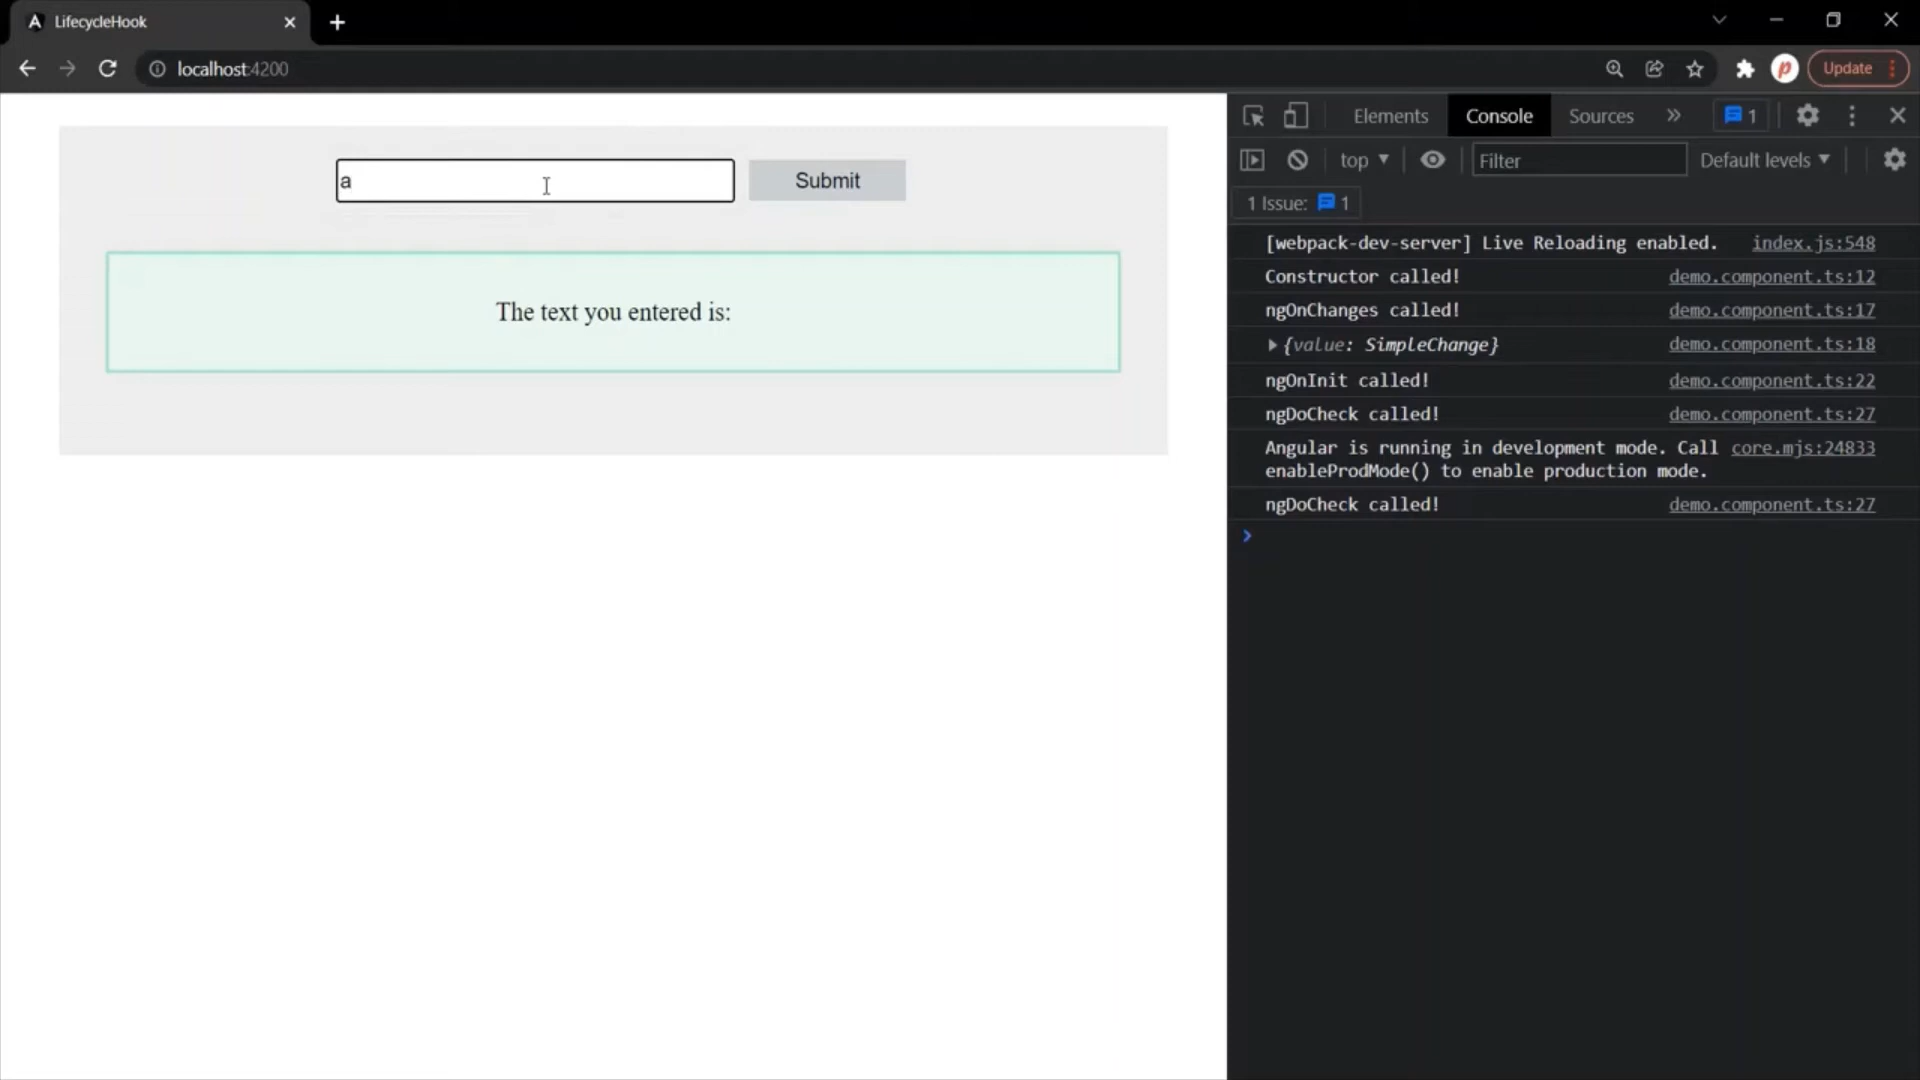 LifecycleHook
localhost:4200
Update
a
Submit
The text you entered is:
Elements Console Sources » 1
top Filter Default levels
1 Issue: 1
[webpack-dev-server] Live Reloading enabled. index.js:548
Constructor called! demo.component.ts:12
ngOnChanges called! demo.component.ts:17
{value: SimpleChange} demo.component.ts:18
ngOnInit called! demo.component.ts:22
ngDoCheck called! demo.component.ts:27
Angular is running in development mode. Call core.mjs:24833
enableProdMode() to enable production mode.
ngDoCheck called! demo.component.ts:27